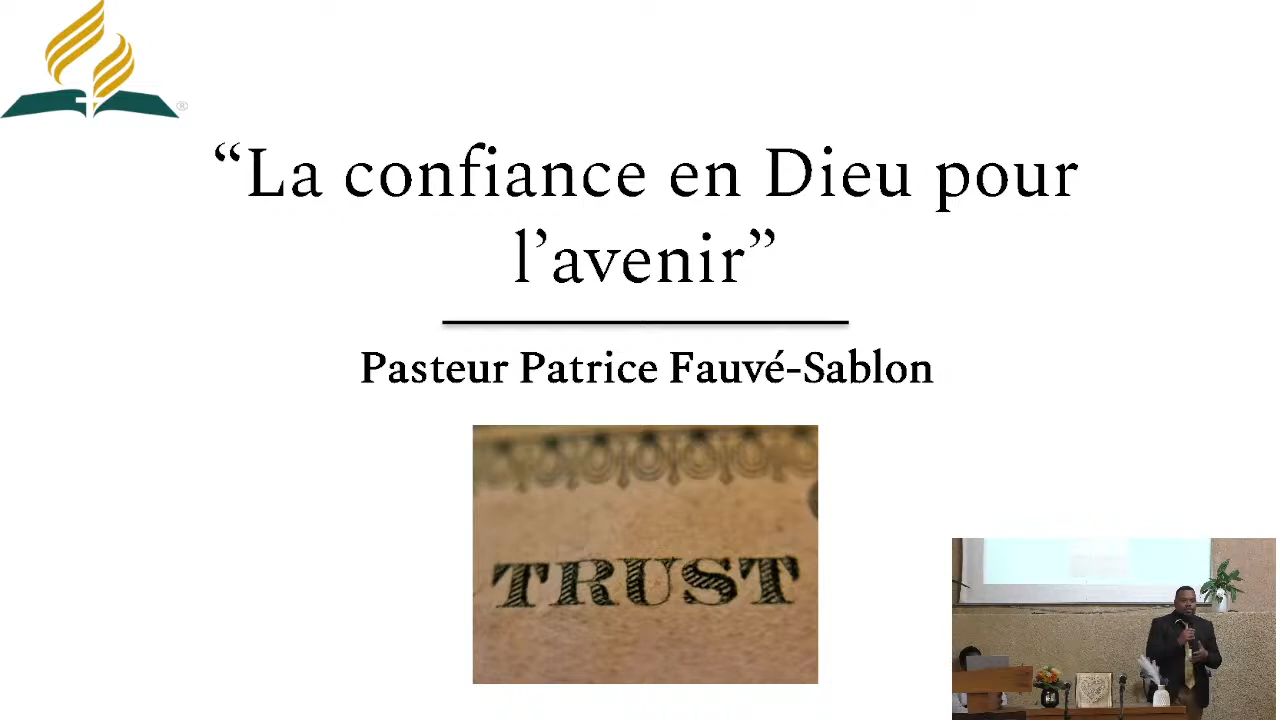 ®
“La confiance en Dieu pour
l’avenir”
Pasteur Patrice Fauvé-Sablon
TRUST